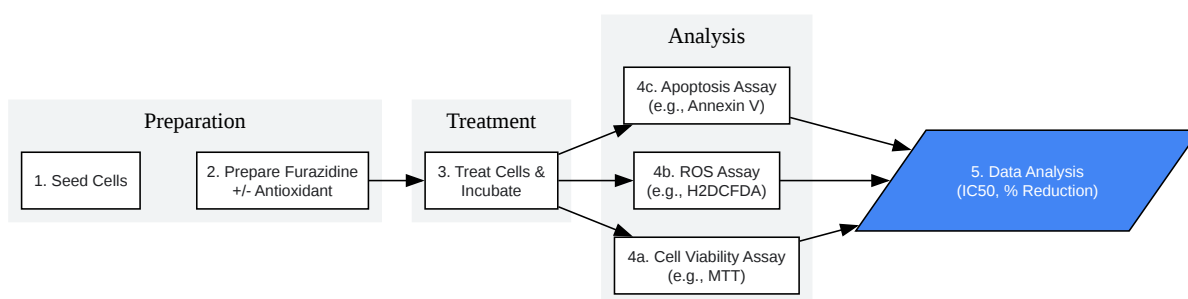 Preparation
1. Seed Cells
2. Prepare Furazidine
+/- Antioxidant
Treatment
3. Treat Cells &
Incubate
Analysis
4c. Apoptosis Assay
(e.g., Annexin V)
4b. ROS Assay
(e.g., H2DCFDA)
4a. Cell Viability Assay
(e.g., MTT)
5. Data Analysis
(IC50, % Reduction)